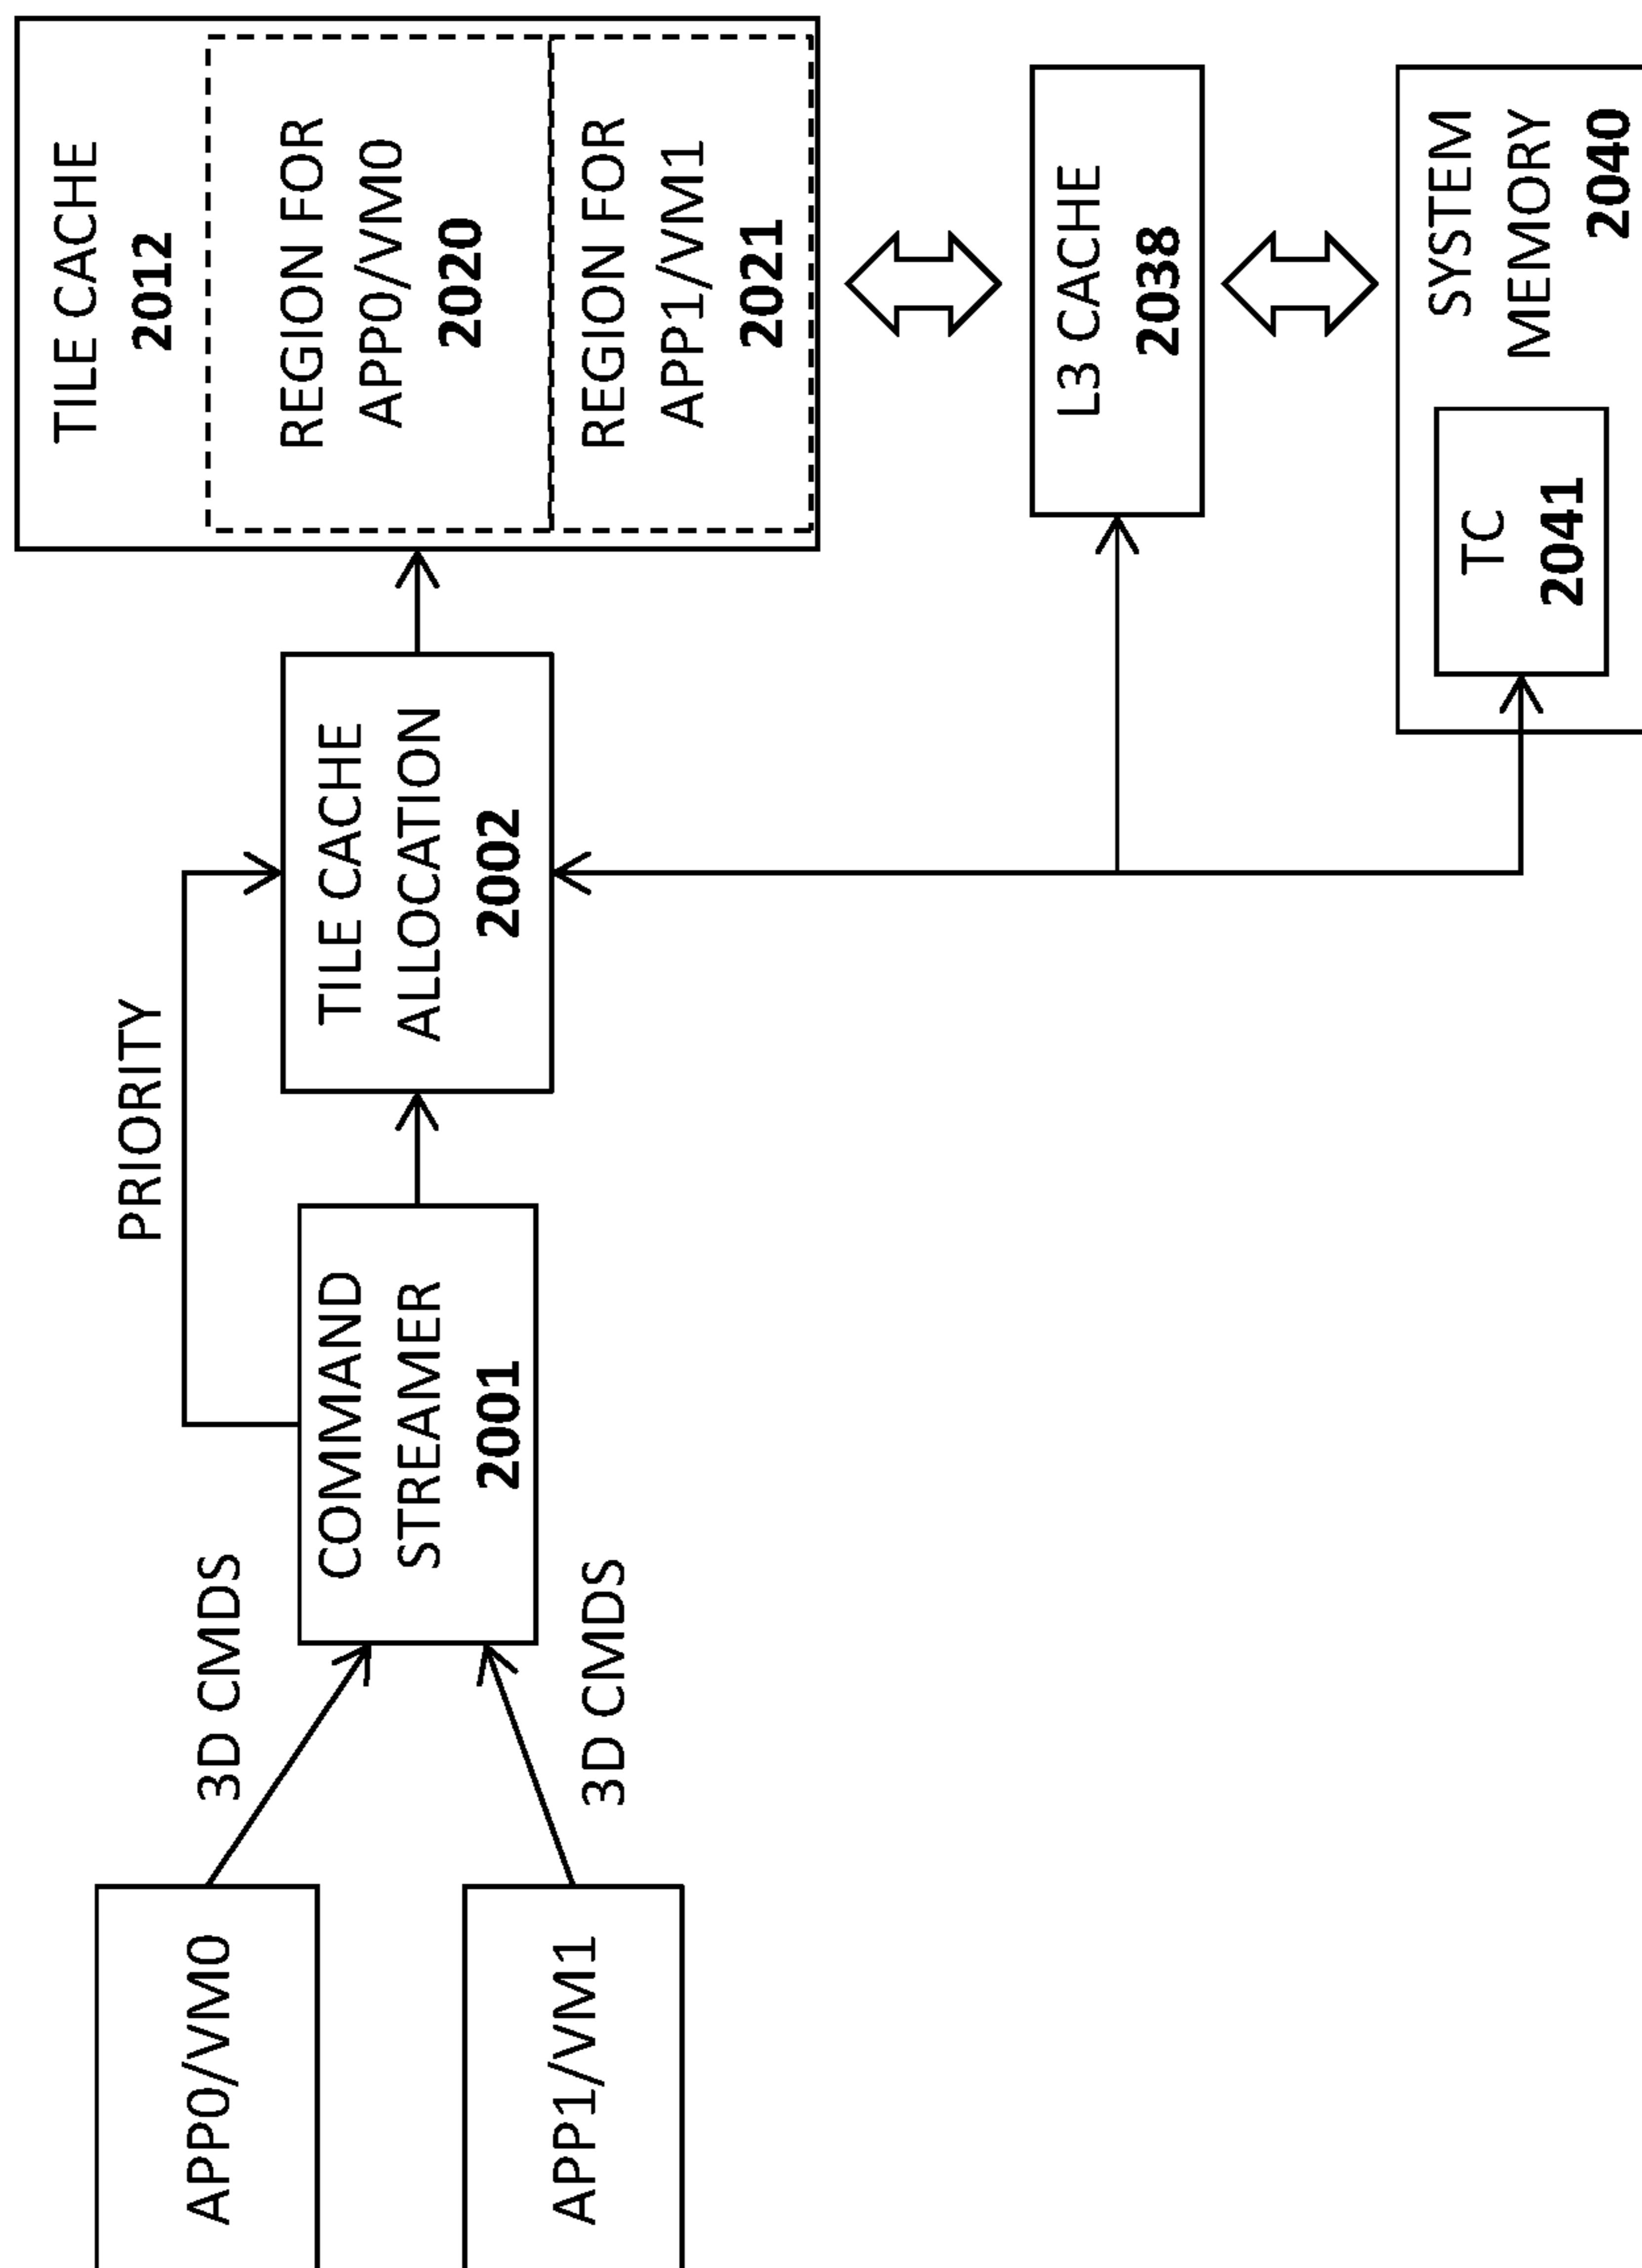 APP0/VM0
APP1/VM1
3D CMDS
3D CMDS
COMMAND
STREAMER
2001
PRIORITY
TILE CACHE
ALLOCATION
2002
TILE CACHE
2012
REGION FOR
APP0/VM0
2020
REGION FOR
APP1/VM1
2021
L3 CACHE
2038
SYSTEM
MEMORY
2040
TC
2041